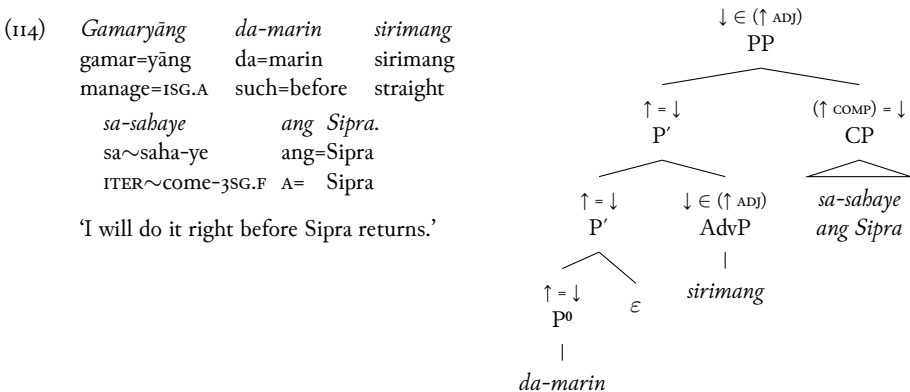 (114) Gamaryāng da-marin sirimang
gamar=yāng da=marin sirimang
manage=1SG.A such=before straight
sa-sahaye ang Sipra.
sa∼saha-ye ang=Sipra
ITER∼come-3SG.F A= Sipra
‘I will do it right before Sipra returns.’
↓ ∈ (↑ ADJ)
PP
↑ = ↓ (↑ COMP) = ↓
P′ CP
↑ = ↓ ↓ ∈ (↑ ADJ) sa-sahaye
P′ AdvP ang Sipra
↑ = ↓ ε sirimang
P⁰
da-marin